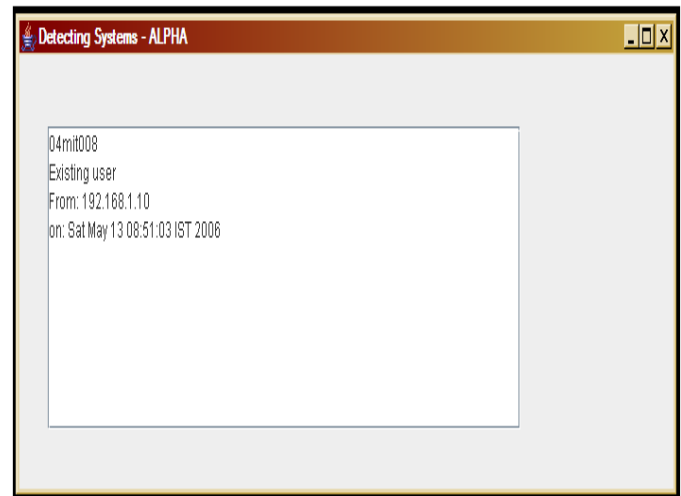 Detecting Systems - ALPHA
04mit008
Existing user
From: 192.168.1.10
on: Sat May 13 08:51:03 IST 2006